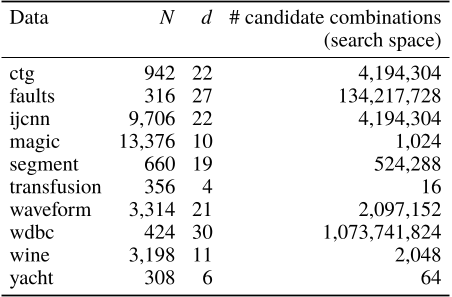 Data N d # candidate combinations
(search space)
ctg 942 22 4,194,304
faults 316 27 134,217,728
ijcnn 9,706 22 4,194,304
magic 13,376 10 1,024
segment 660 19 524,288
transfusion 356 4 16
waveform 3,314 21 2,097,152
wdbc 424 30 1,073,741,824
wine 3,198 11 2,048
yacht 308 6 64